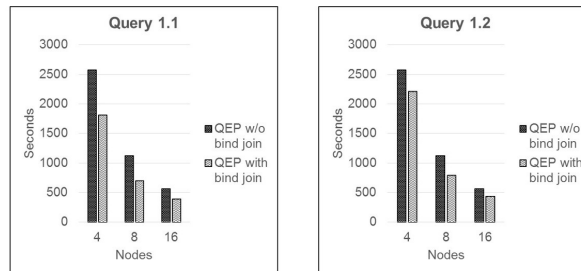 Query 1.1
3000
2500
2000
1500
1000
500
0
Seconds
4 8 16
Nodes
QEP w/o
bind join
QEP with
bind join
Query 1.2
3000
2500
2000
1500
1000
500
0
Seconds
4 8 16
Nodes
QEP w/o
bind join
QEP with
bind join